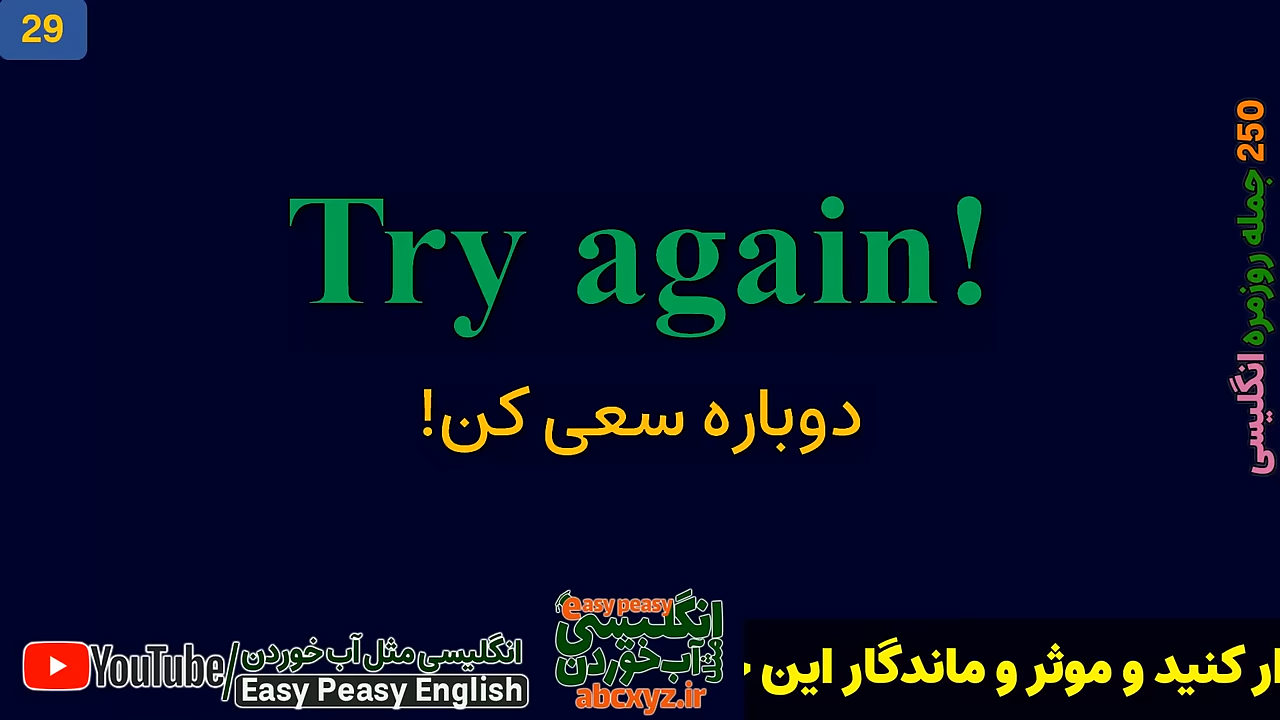 29
250 جمله روزمره انگلیسی
Try again!
دوباره سعی کن!
YouTube/
انگلیسی مثل آب خوردن
Easy Peasy English
easy peasy
انگلیسی
مثل آب خوردن
abcxyz.ir
کنید و موثر و ماندگار این